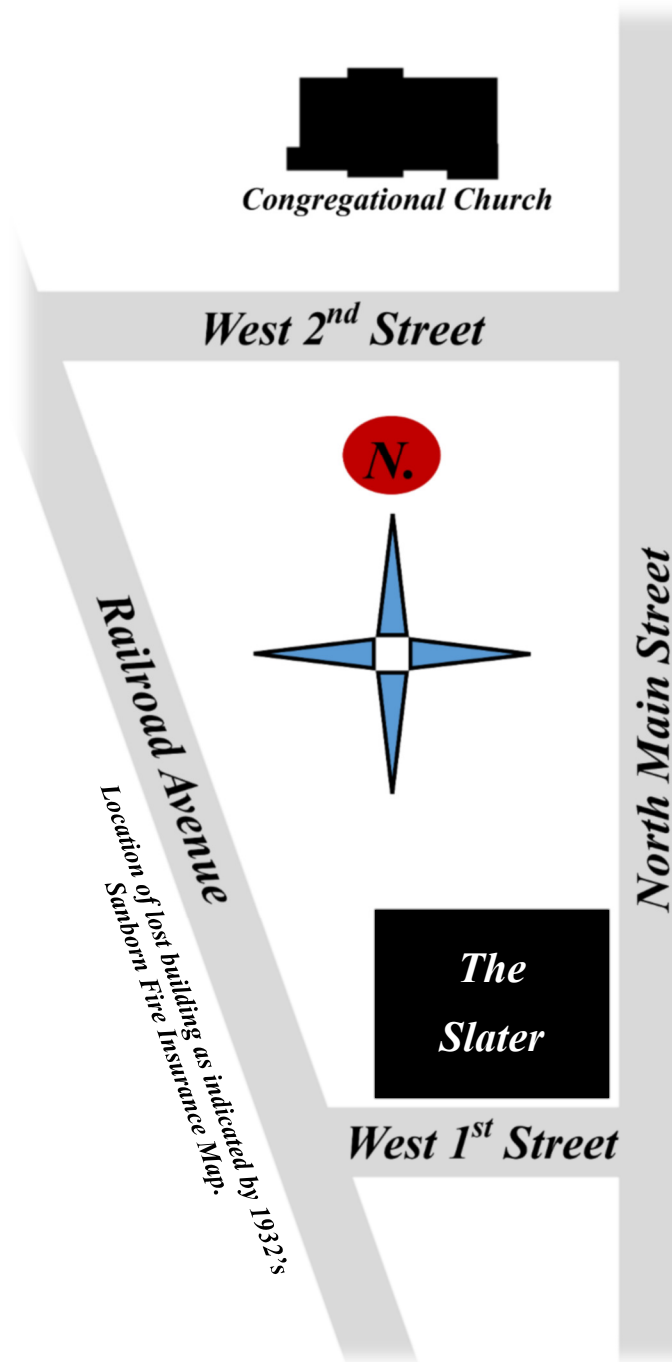 Congregational Church
West 2nd Street
N.
North Main Street
Railroad Avenue
Location of lost building as indicated by 1932's
Sanborn Fire Insurance Map.
The
Slater
West 1st Street